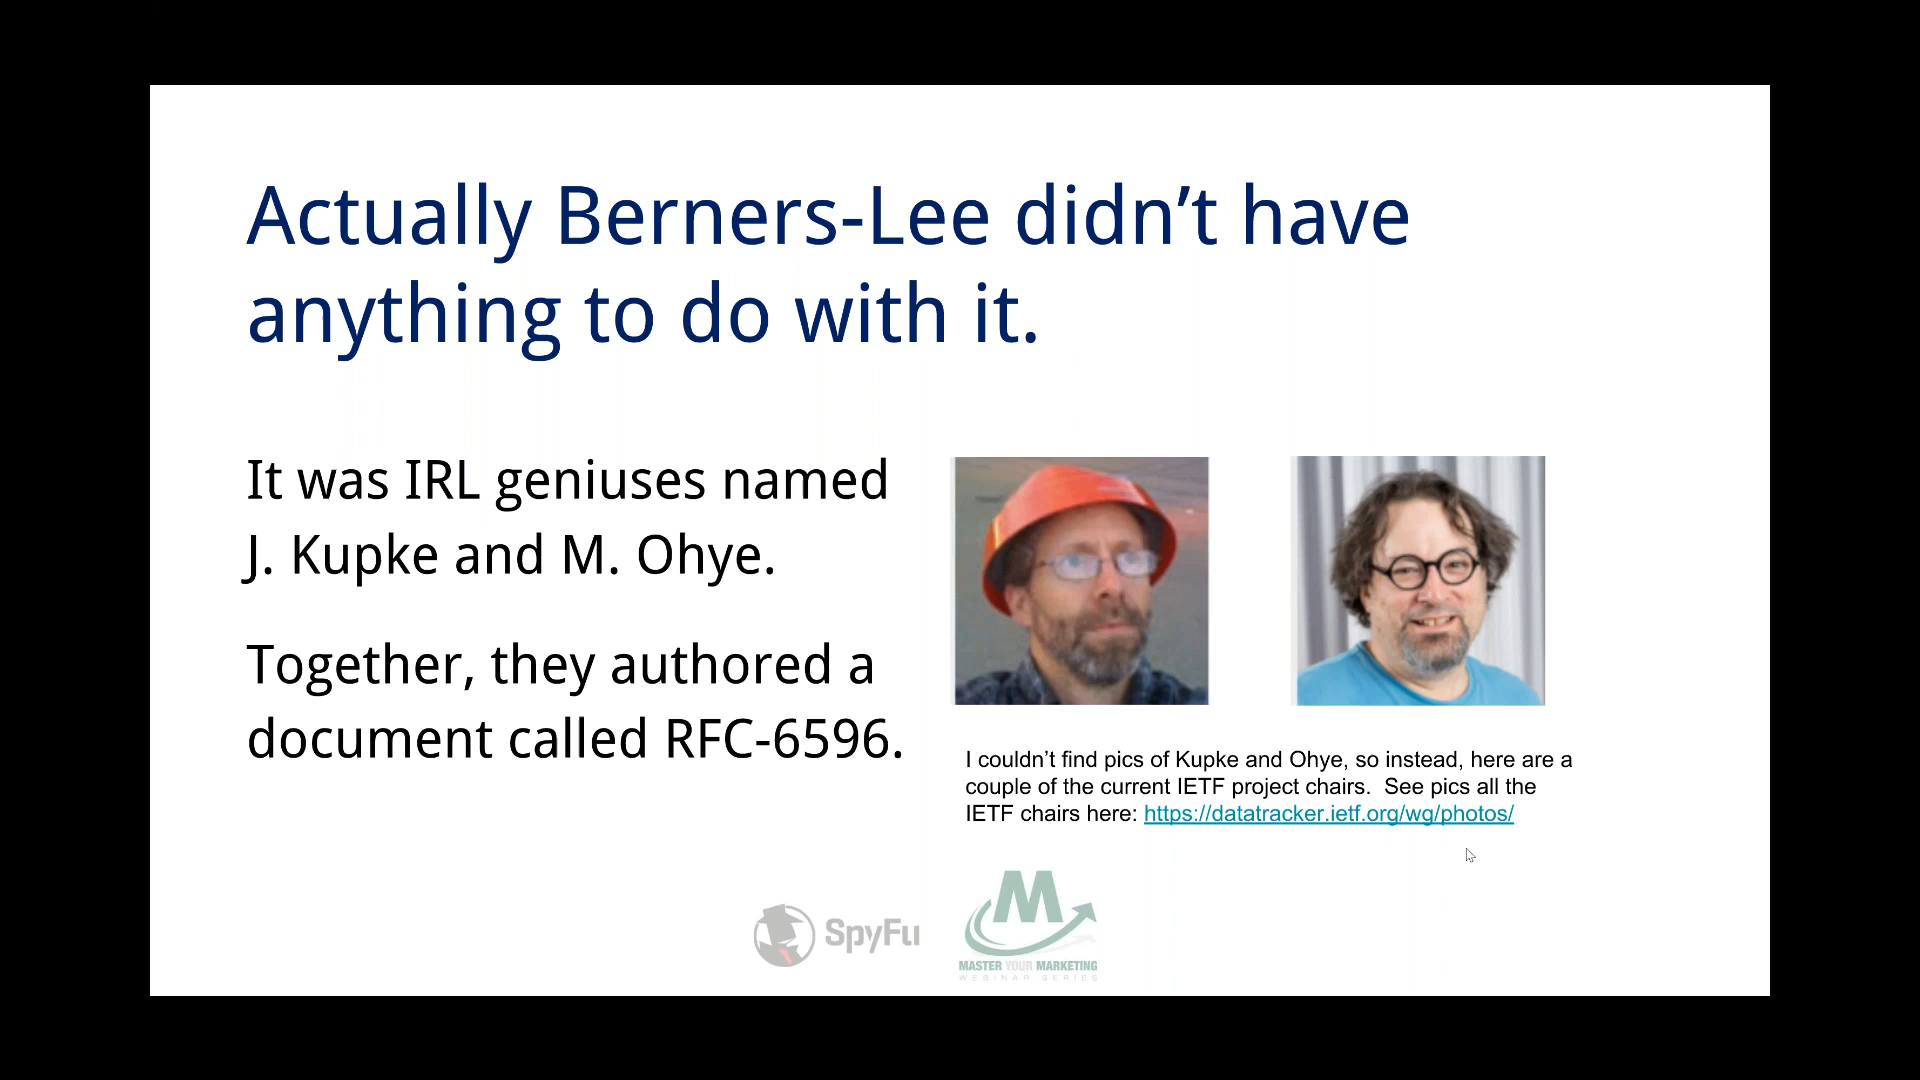 Actually Berners-Lee didn’t have
anything to do with it.
It was IRL geniuses named
J. Kupke and M. Ohye.
Together, they authored a
document called RFC-6596.
I couldn’t find pics of Kupke and Ohye, so instead, here are a
couple of the current IETF project chairs.  See pics all the
IETF chairs here: https://datatracker.ietf.org/wg/photos/
SpyFu
M
MASTER YOUR MARKETING
WEBINAR SERIES